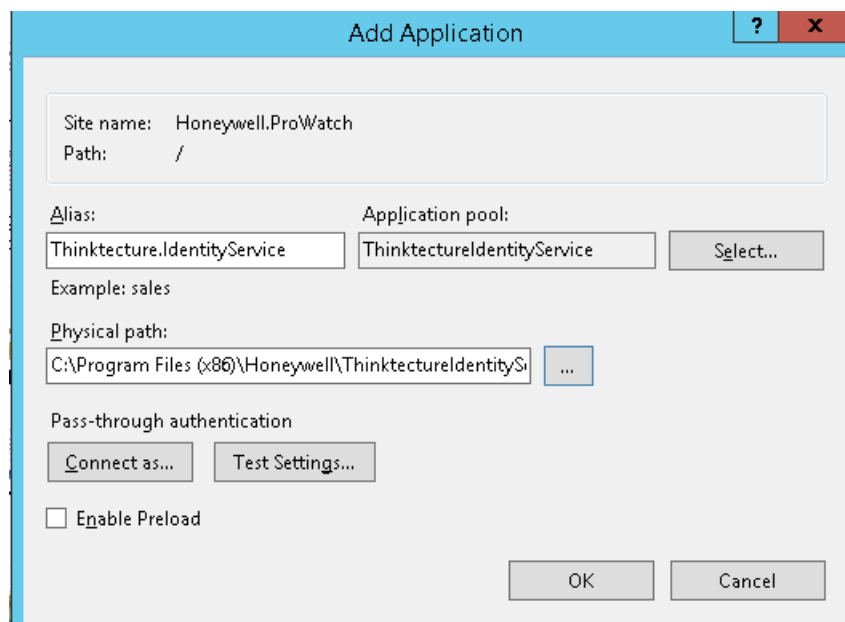 Add Application
?
x
Site name: Honeywell.ProWatch
Path: /
Alias:
Application pool:
Thinktecture.IdentityService
ThinktectureIdentityService
Select...
Example: sales
Physical path:
C:\Program Files (x86)\Honeywell\ThinktectureIdentityS
...
Pass-through authentication
Connect as...
Test Settings...
Enable Preload
OK
Cancel